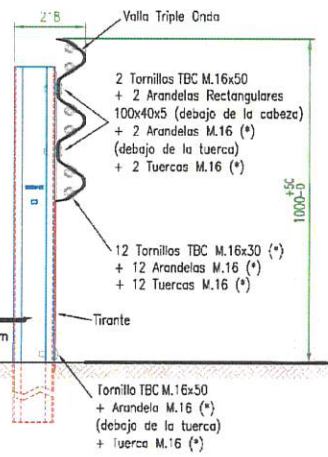 218
Valla Triple Onda
2 Tornillos TBC M.16x50
+ 2 Arandelas Rectangulares
100x40x5 (debajo de la cabeza)
+ 2 Arandelas M.16 (*)
(debajo de la tuerca)
+ 2 Tuercas M.16 (*)
+50
1000-0
12 Tornillos TBC M.16x30 (*)
+ 12 Arandelas M.16 (*)
+ 12 Tuercas M.16 (*)
Tirante
m
Tornillo TBC M.16x50
+ Arandela M.16 (*)
(debajo de la tuerca)
+ Tuerca M.16 (*)